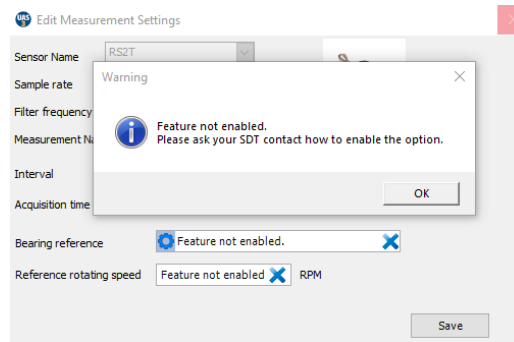 UAS Edit Measurement Settings
Sensor Name RS2T
Sample rate
Warning
Filter frequency
Feature not enabled.
Please ask your SDT contact how to enable the option.
Measurement Na
Interval
OK
Acquisition time
Bearing reference Feature not enabled.
Reference rotating speed Feature not enabled RPM
Save